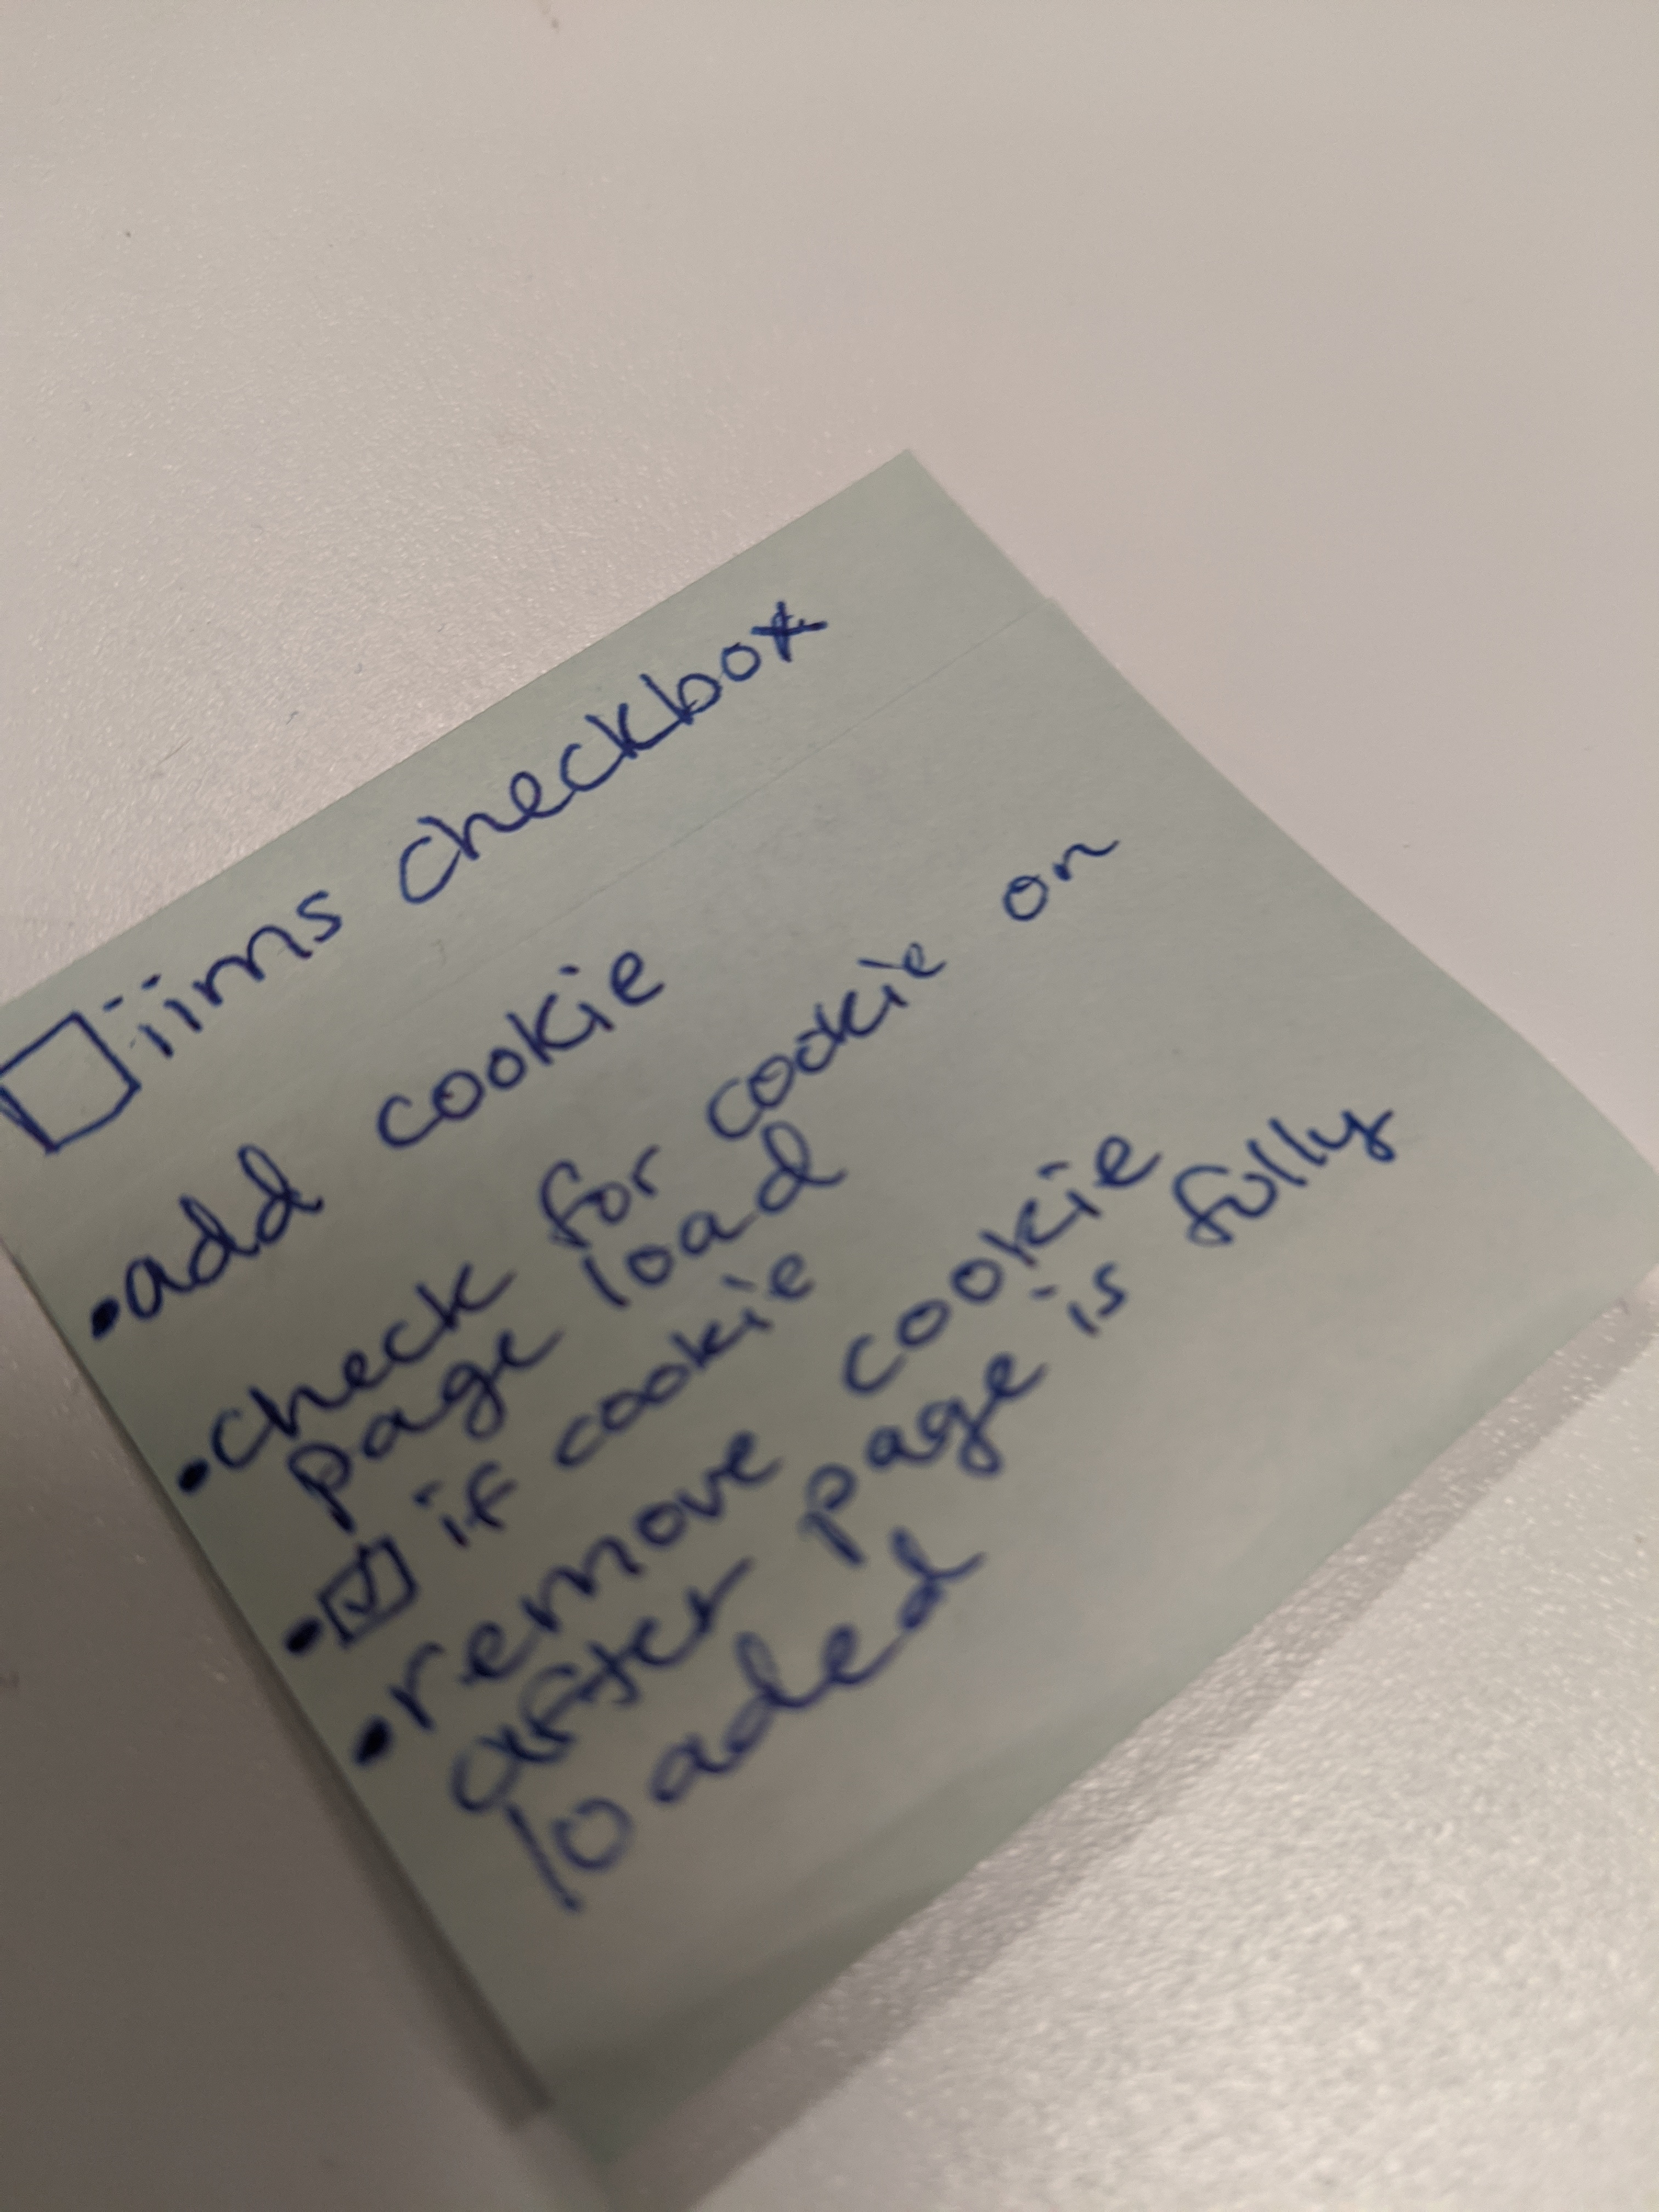 ☐ iims checkbox
• add cookie
• check for cookie on
page load
• ☑ if cookie
• remove cookie
after page is fully
loaded